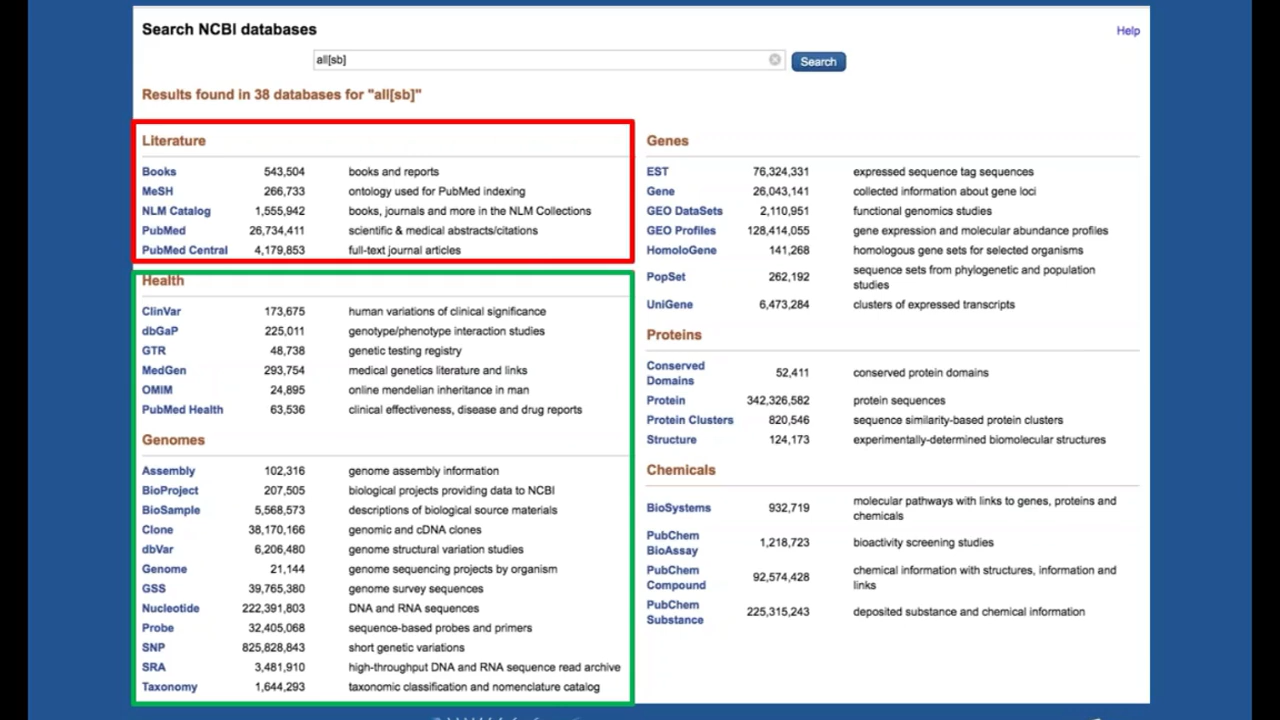 Search NCBI databases
Help
all[sb]
Search
Results found in 38 databases for "all[sb]"
Literature
Books 543,504 books and reports
MeSH 266,733 ontology used for PubMed indexing
NLM Catalog 1,555,942 books, journals and more in the NLM Collections
PubMed 26,734,411 scientific & medical abstracts/citations
PubMed Central 4,179,853 full-text journal articles
Health
ClinVar 173,675 human variations of clinical significance
dbGaP 225,011 genotype/phenotype interaction studies
GTR 48,738 genetic testing registry
MedGen 293,754 medical genetics literature and links
OMIM 24,895 online mendelian inheritance in man
PubMed Health 63,536 clinical effectiveness, disease and drug reports
Genomes
Assembly 102,316 genome assembly information
BioProject 207,505 biological projects providing data to NCBI
BioSample 5,568,573 descriptions of biological source materials
Clone 38,170,166 genomic and cDNA clones
dbVar 6,206,480 genome structural variation studies
Genome 21,144 genome sequencing projects by organism
GSS 39,765,380 genome survey sequences
Nucleotide 222,391,803 DNA and RNA sequences
Probe 32,405,068 sequence-based probes and primers
SNP 825,828,843 short genetic variations
SRA 3,481,910 high-throughput DNA and RNA sequence read archive
Taxonomy 1,644,293 taxonomic classification and nomenclature catalog
Genes
EST 76,324,331 expressed sequence tag sequences
Gene 26,043,141 collected information about gene loci
GEO DataSets 2,110,951 functional genomics studies
GEO Profiles 128,414,055 gene expression and molecular abundance profiles
HomoloGene 141,268 homologous gene sets for selected organisms
PopSet 262,192 sequence sets from phylogenetic and population
studies
UniGene 6,473,284 clusters of expressed transcripts
Proteins
Conserved
Domains 52,411 conserved protein domains
Protein 342,326,582 protein sequences
Protein Clusters 820,546 sequence similarity-based protein clusters
Structure 124,173 experimentally-determined biomolecular structures
Chemicals
BioSystems 932,719 molecular pathways with links to genes, proteins and
chemicals
PubChem
BioAssay 1,218,723 bioactivity screening studies
PubChem
Compound 92,574,428 chemical information with structures, information and
links
PubChem
Substance 225,315,243 deposited substance and chemical information